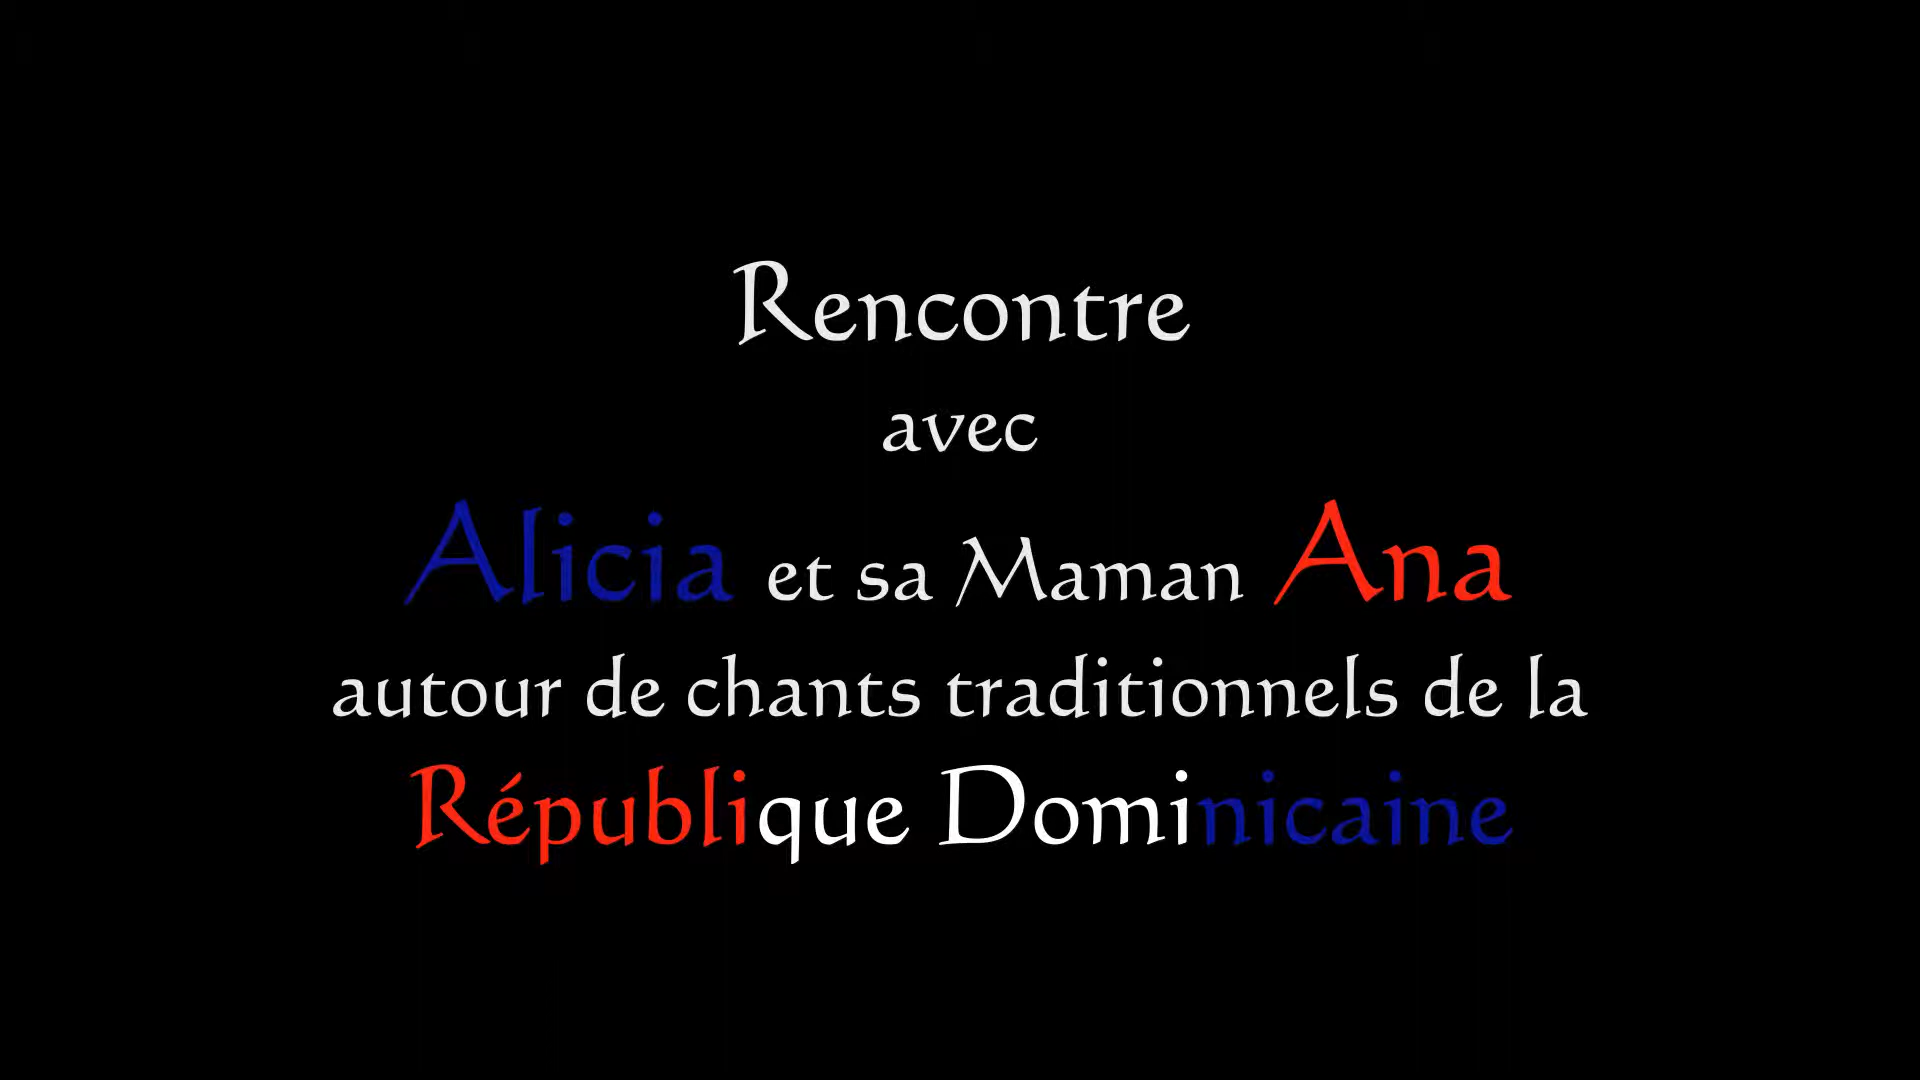 Rencontre
avec
Alicia et sa Maman Ana
autour de chants traditionnels de la
République Dominicaine